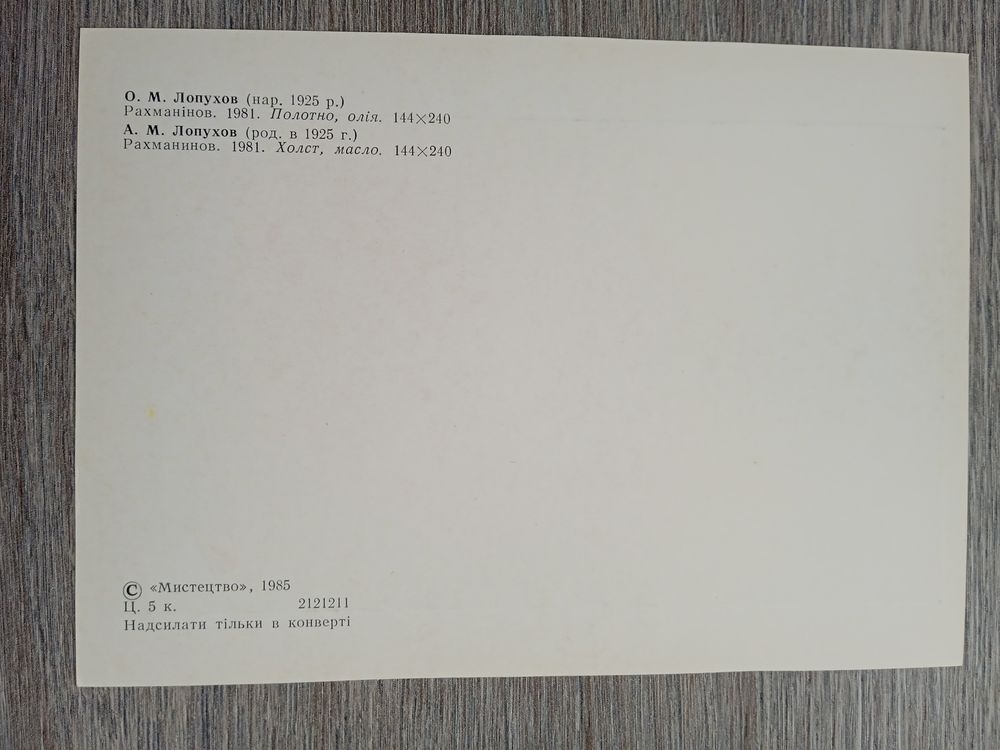 О. М. Лопухов (нар. 1925 р.)
Рахманінов. 1981. Полотно, олія. 144×240
А. М. Лопухов (род. в 1925 г.)
Рахманинов. 1981. Холст, масло. 144×240
© «Мистецтво», 1985
Ц. 5 к. 2121211
Надсилати тільки в конверті